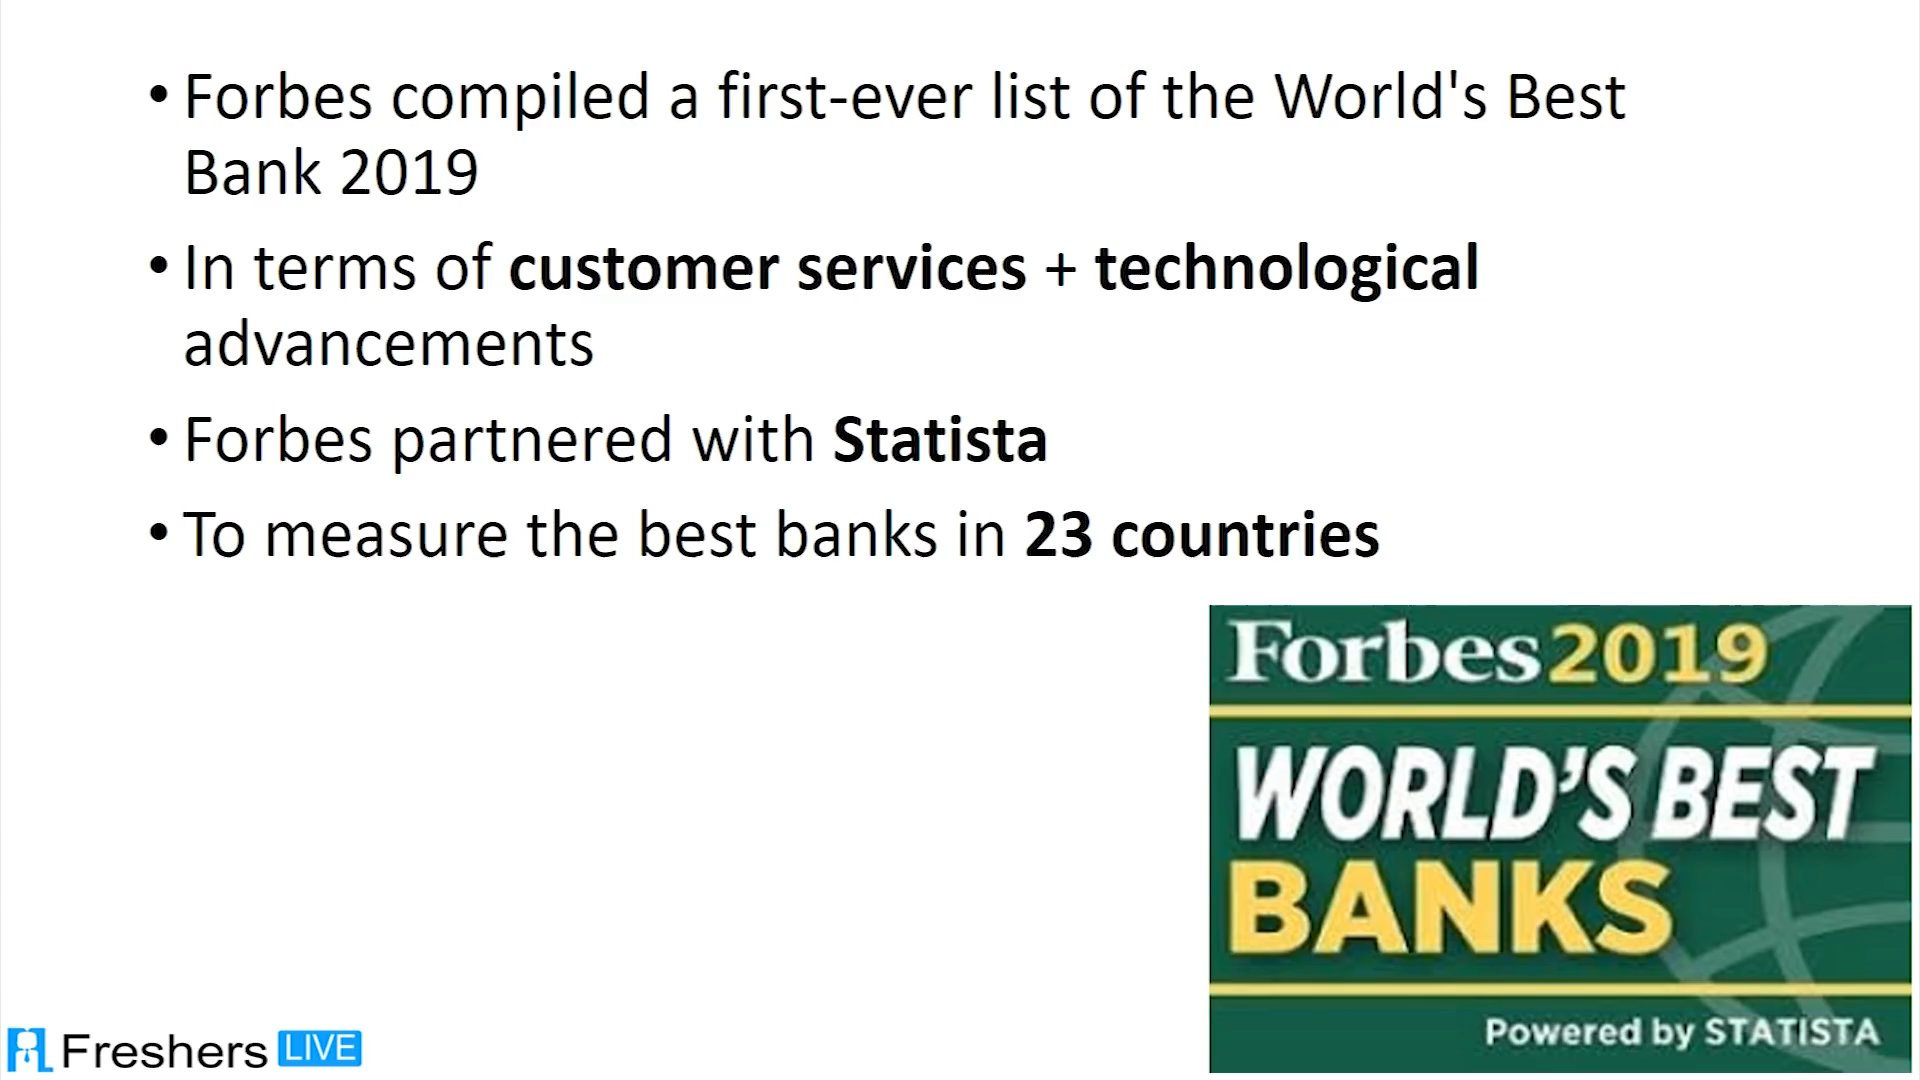 • Forbes compiled a first-ever list of the World's Best
Bank 2019
• In terms of customer services + technological
advancements
• Forbes partnered with Statista
• To measure the best banks in 23 countries
Forbes 2019
WORLD'S BEST
BANKS
Powered by STATISTA
Freshers LIVE